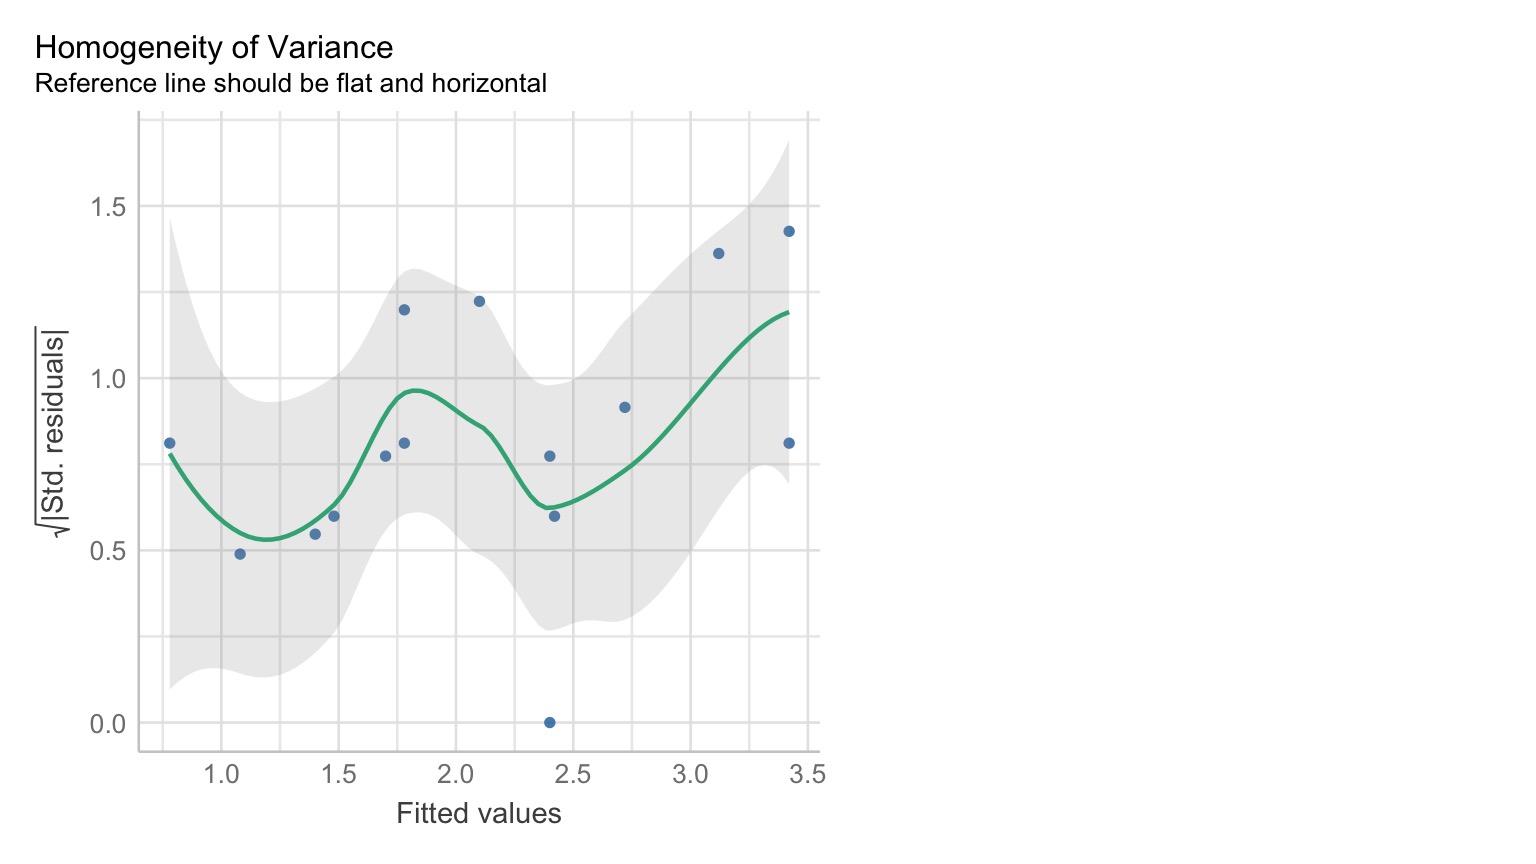 Homogeneity of Variance
Reference line should be flat and horizontal
√|Std. residuals|
1.5
1.0
0.5
0.0
1.0 1.5 2.0 2.5 3.0 3.5
Fitted values